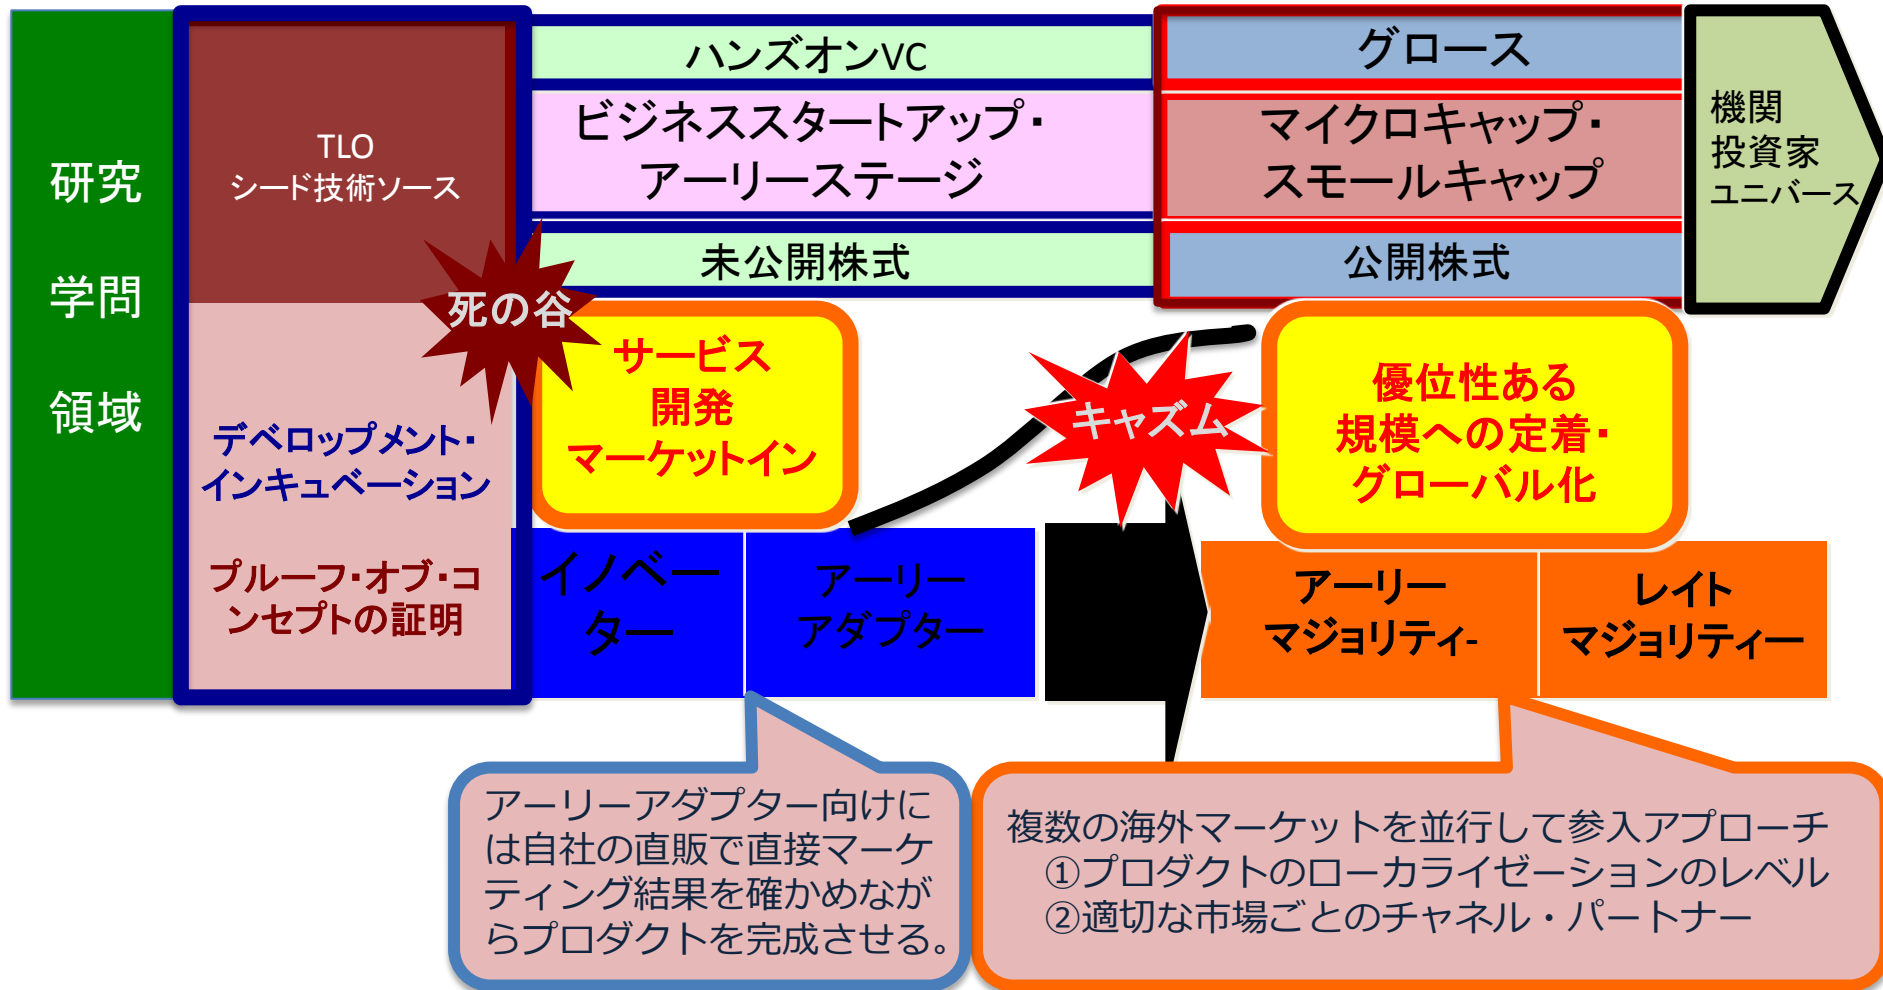 研究
学問
領域
TLO
シード技術ソース
デベロップメント・
インキュベーション
プルーフ・オブ・コ
ンセプトの証明
死の谷
ハンズオンVC
ビジネススタートアップ・
アーリーステージ
未公開株式
グロース
マイクロキャップ・
スモールキャップ
公開株式
機関
投資家
ユニバース
サービス
開発
マーケットイン
キャズム
優位性ある
規模への定着・
グローバル化
イノベー
ター
アーリー
アダプター
アーリー
マジョリティ-
レイト
マジョリティー
アーリーアダプター向けに
は自社の直販で直接マーケ
ティング結果を確かめなが
らプロダクトを完成させる。
複数の海外マーケットを並行して参入アプローチ
①プロダクトのローカライゼーションのレベル
②適切な市場ごとのチャネル・パートナー